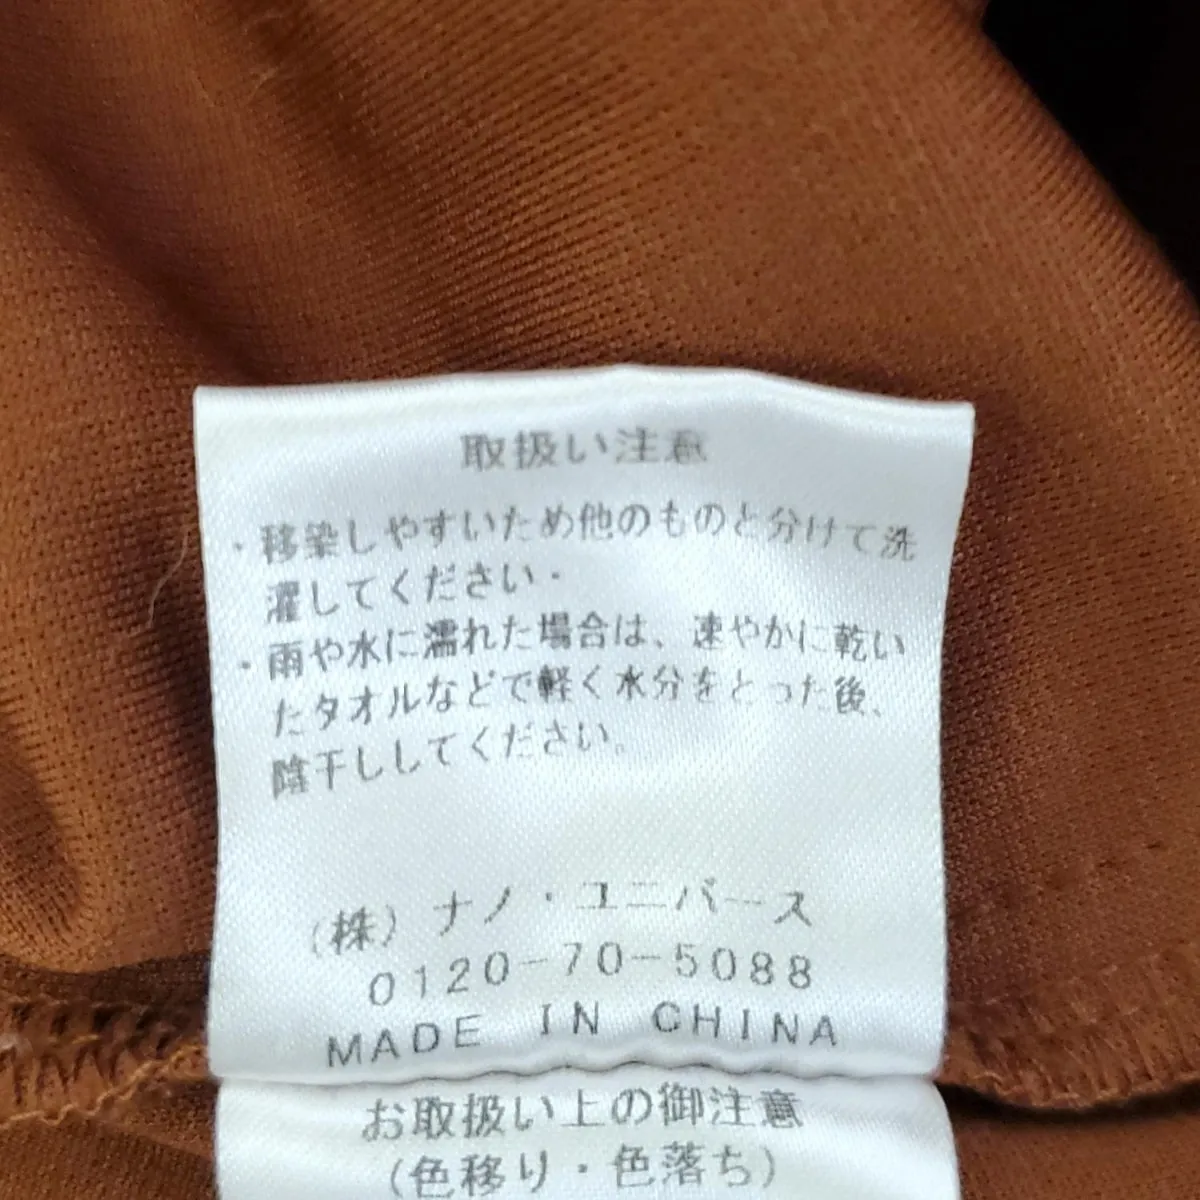 取扱い注意
・移染しやすいため他のものと分けて洗
濯してください・
・雨や水に濡れた場合は、速やかに乾い
たタオルなどで軽く水分をとった後、
陰干ししてください。
(株)ナノ・ユニバース
0120-70-5088
MADE IN CHINA
お取扱い上の御注意
(色移り・色落ち)